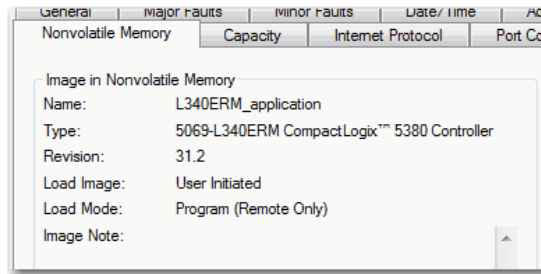 General Major Faults Minor Faults Date/Time
Nonvolatile Memory Capacity Internet Protocol Port Co
Image in Nonvolatile Memory
Name: L340ERM_application
Type: 5069-L340ERM CompactLogix™ 5380 Controller
Revision: 31.2
Load Image: User Initiated
Load Mode: Program (Remote Only)
Image Note: